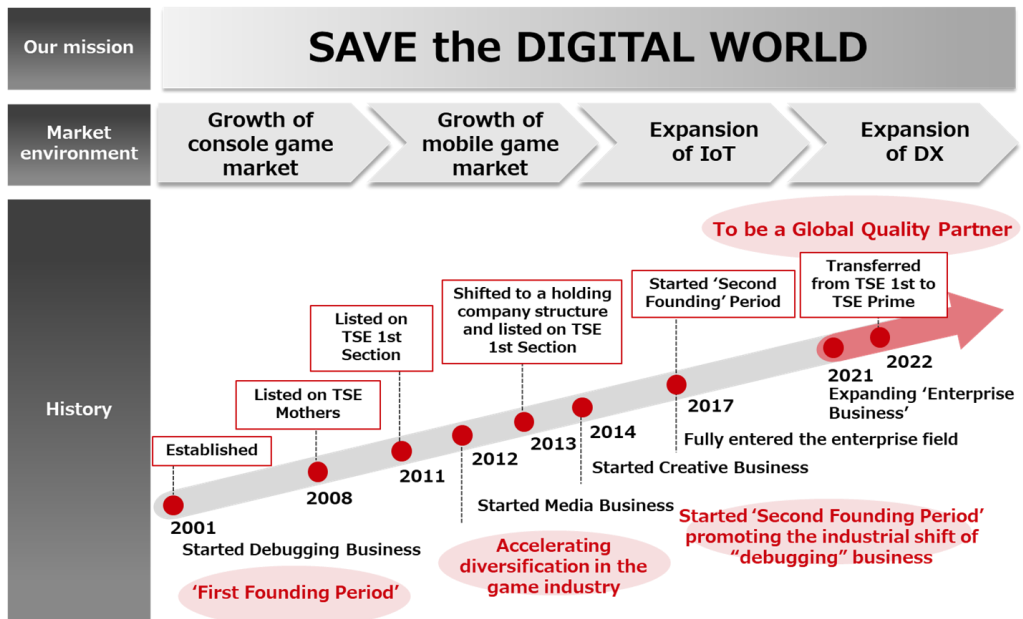 Our mission
SAVE the DIGITAL WORLD
Market
environment
Growth of
console game
market
Growth of
mobile game
market
Expansion
of IoT
Expansion
of DX
History
To be a Global Quality Partner
Established
Listed on TSE
Mothers
Listed on
TSE 1st
Section
Shifted to a holding
company structure
and listed on TSE
1st Section
Started ‘Second
Founding’ Period
Transferred
from TSE 1st to
TSE Prime
2001
Started Debugging Business
2008
2011
2012
Started Media Business
2013
2014
Started Creative Business
2017
Fully entered the enterprise field
2021
Expanding ‘Enterprise
Business’
2022
‘First Founding Period’
Accelerating
diversification in the
game industry
Started ‘Second Founding Period’
promoting the industrial shift of
“debugging” business